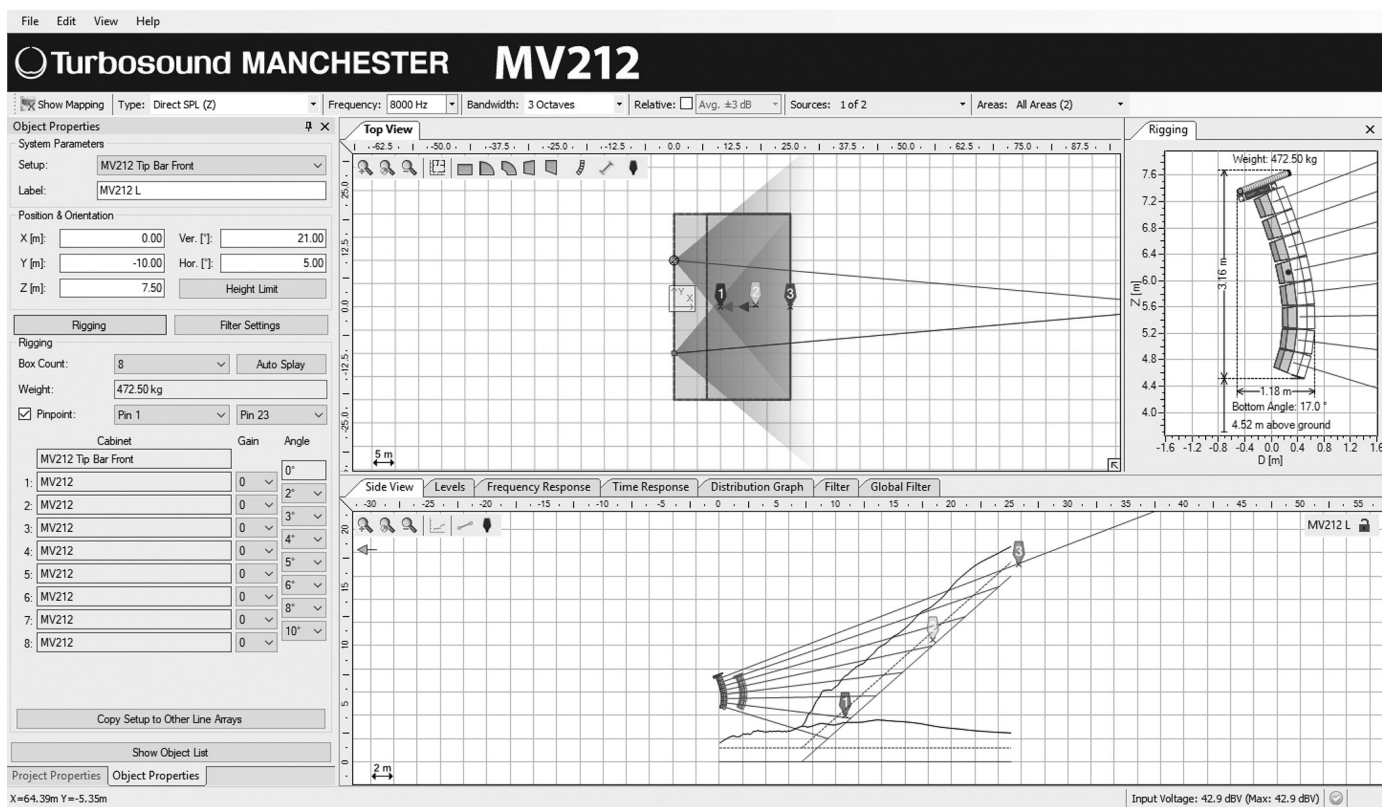 File Edit View Help
Turbosound MANCHESTER MV212
Show Mapping Type: Direct SPL (Z) Frequency: 8000 Hz Bandwidth: 3 Octaves Relative: Avg. ±3 dB Sources: 1 of 2 Areas: All Areas (2)
Object Properties
System Parameters
Setup: MV212 Tip Bar Front
Label: MV212 L
Position & Orientation
X [m]: 0.00 Ver. [°]: 21.00
Y [m]: -10.00 Hor. [°]: 5.00
Z [m]: 7.50 Height Limit
Rigging Filter Settings
Rigging
Box Count: 8 Auto Splay
Weight: 472.50 kg
Pinpoint: Pin 1 Pin 23
Cabinet Gain Angle
MV212 Tip Bar Front
0°
1: MV212 0
2°
2: MV212 0
3°
3: MV212 0
4°
4: MV212 0
5°
5: MV212 0
6°
6: MV212 0
8°
7: MV212 0
10°
8: MV212 0
Copy Setup to Other Line Arrays
Show Object List
Project Properties Object Properties
X=64.39m Y=-5.35m
Top View
-62.5 -50.0 -37.5 -25.0 -12.5 0.0 12.5 25.0 37.5 50.0 62.5 75.0 87.5
25.0
12.5
0.0
-12.5
-25.0
Y
X
1 2 3
5 m
Rigging
Weight: 472.50 kg
7.6
7.2
6.8
6.4
6.0
5.6
5.2
4.8
4.4
4.0
Z [m]
3.16 m
1.18 m
Bottom Angle: 17.0 °
4.52 m above ground
-1.6 -1.2 -0.8 -0.4 0.0 0.4 0.8 1.2 1.6
D [m]
Side View Levels Frequency Response Time Response Distribution Graph Filter Global Filter
-30 -25 -20 -15 -10 -5 0 5 10 15 20 25 30 35 40 45 50 55
MV212 L
20
15
10
5
0
3
2
1
2 m
Input Voltage: 42.9 dBV (Max: 42.9 dBV)